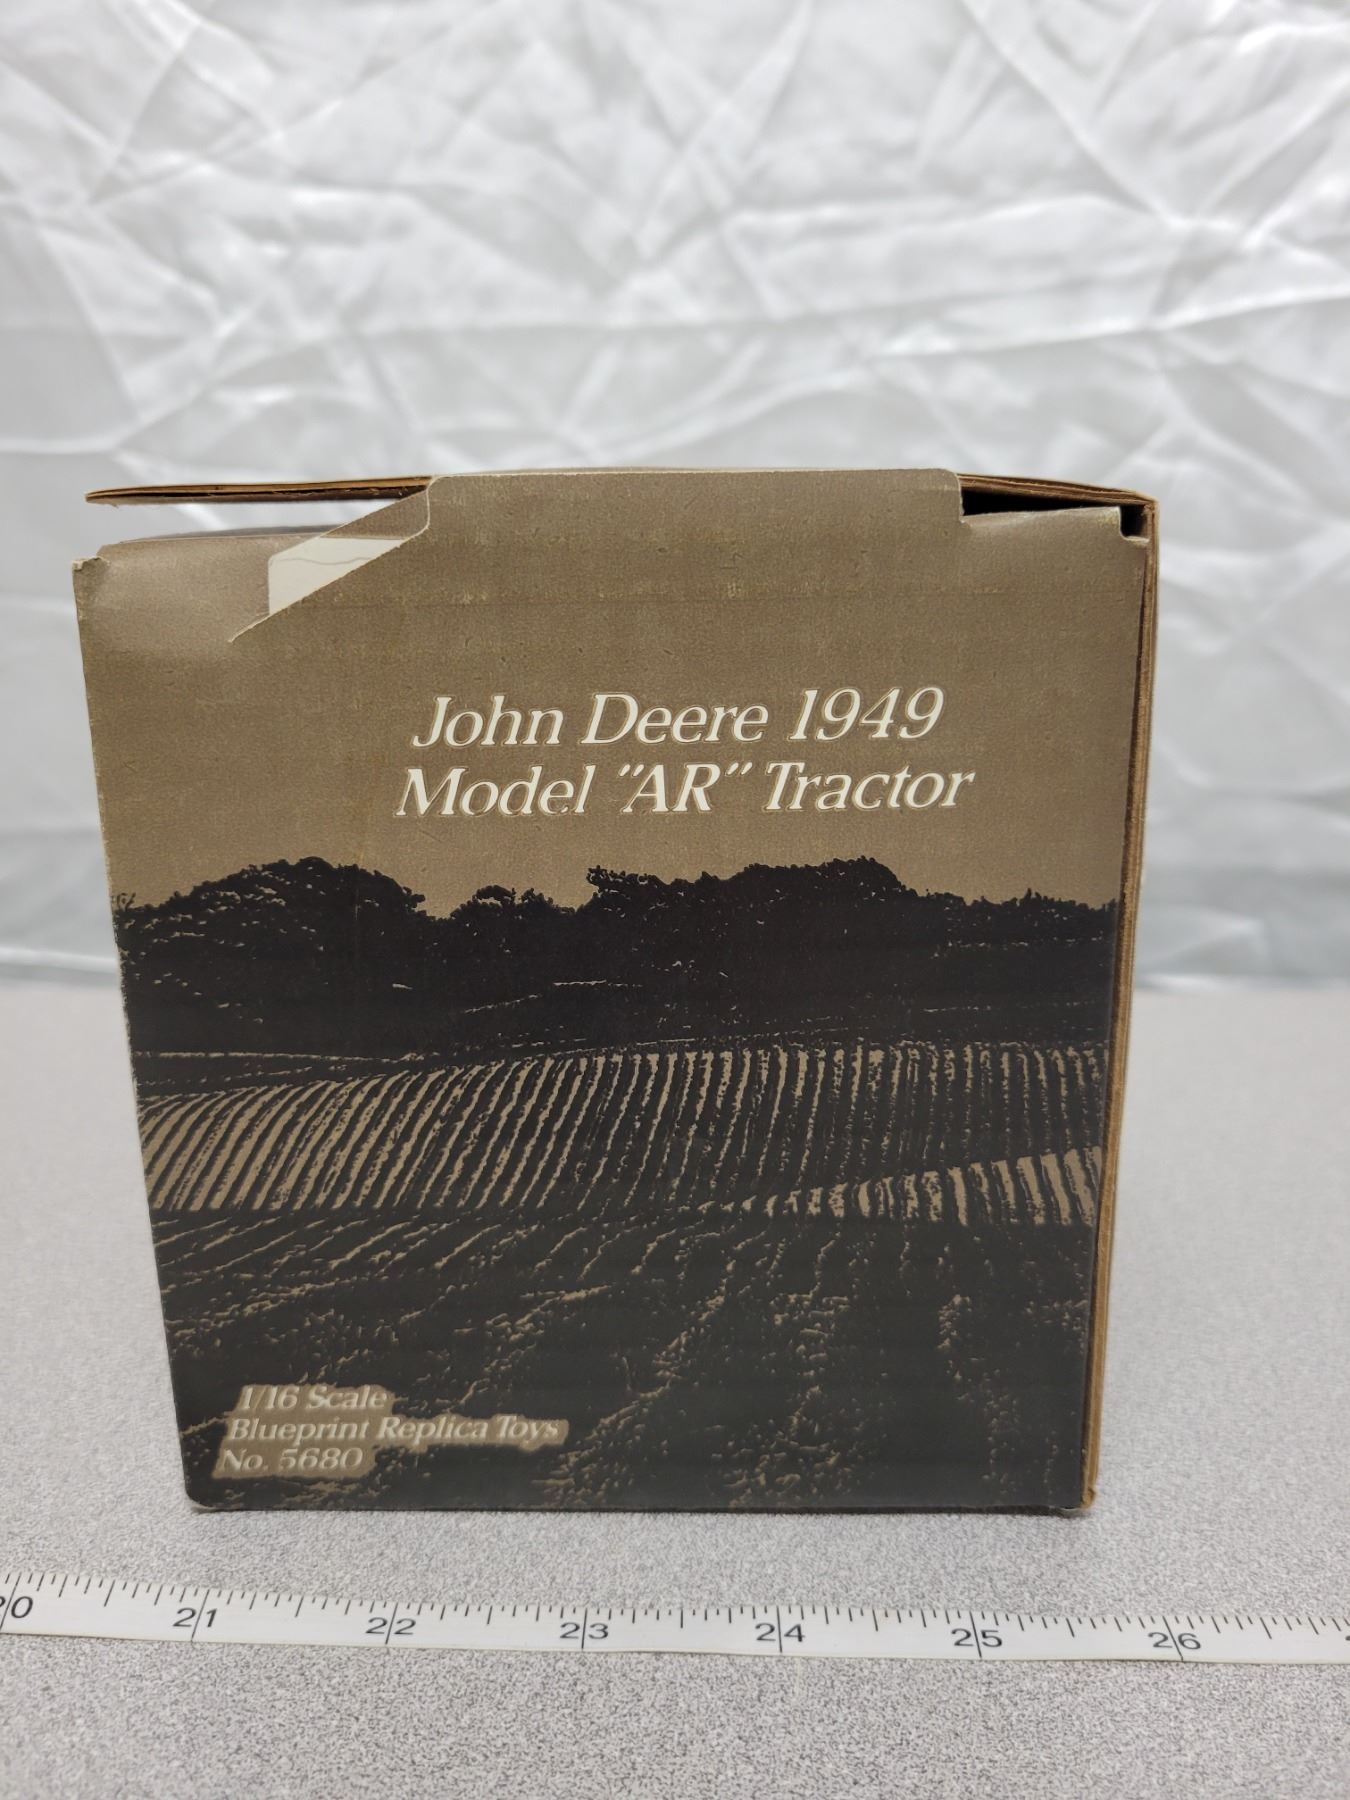 John Deere 1949
Model "AR" Tractor
1/16 Scale
Blueprint Replica Toys
No. 5680
20 21 22 23 24 25 26